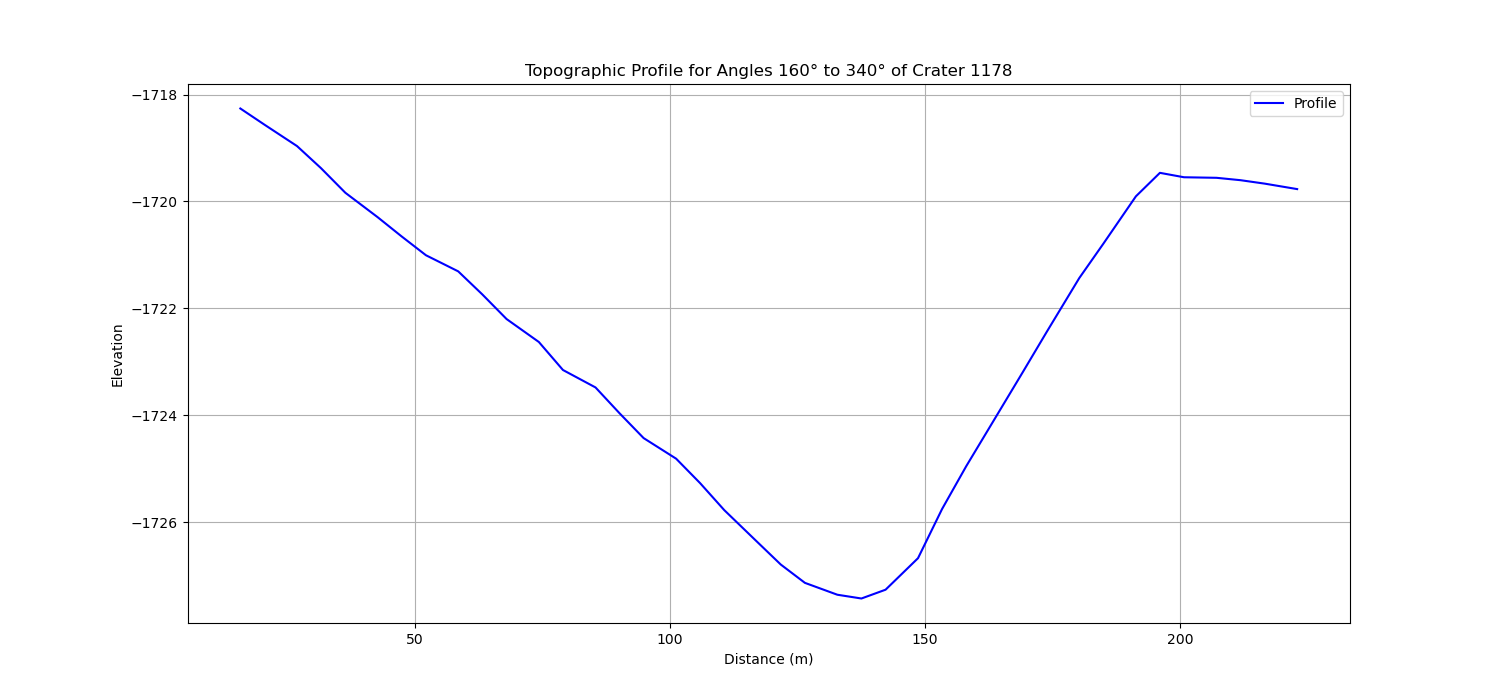 Topographic Profile for Angles 160° to 340° of Crater 1178
Profile
−1718
−1720
−1722
−1724
−1726
Elevation
50
100
150
200
Distance (m)